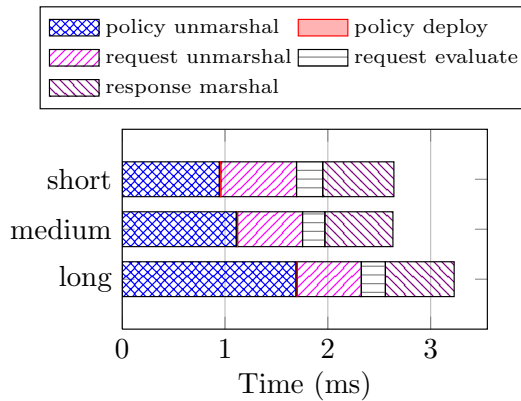 policy unmarshal policy deploy
request unmarshal request evaluate
response marshal
short
medium
long
0 1 2 3
Time (ms)